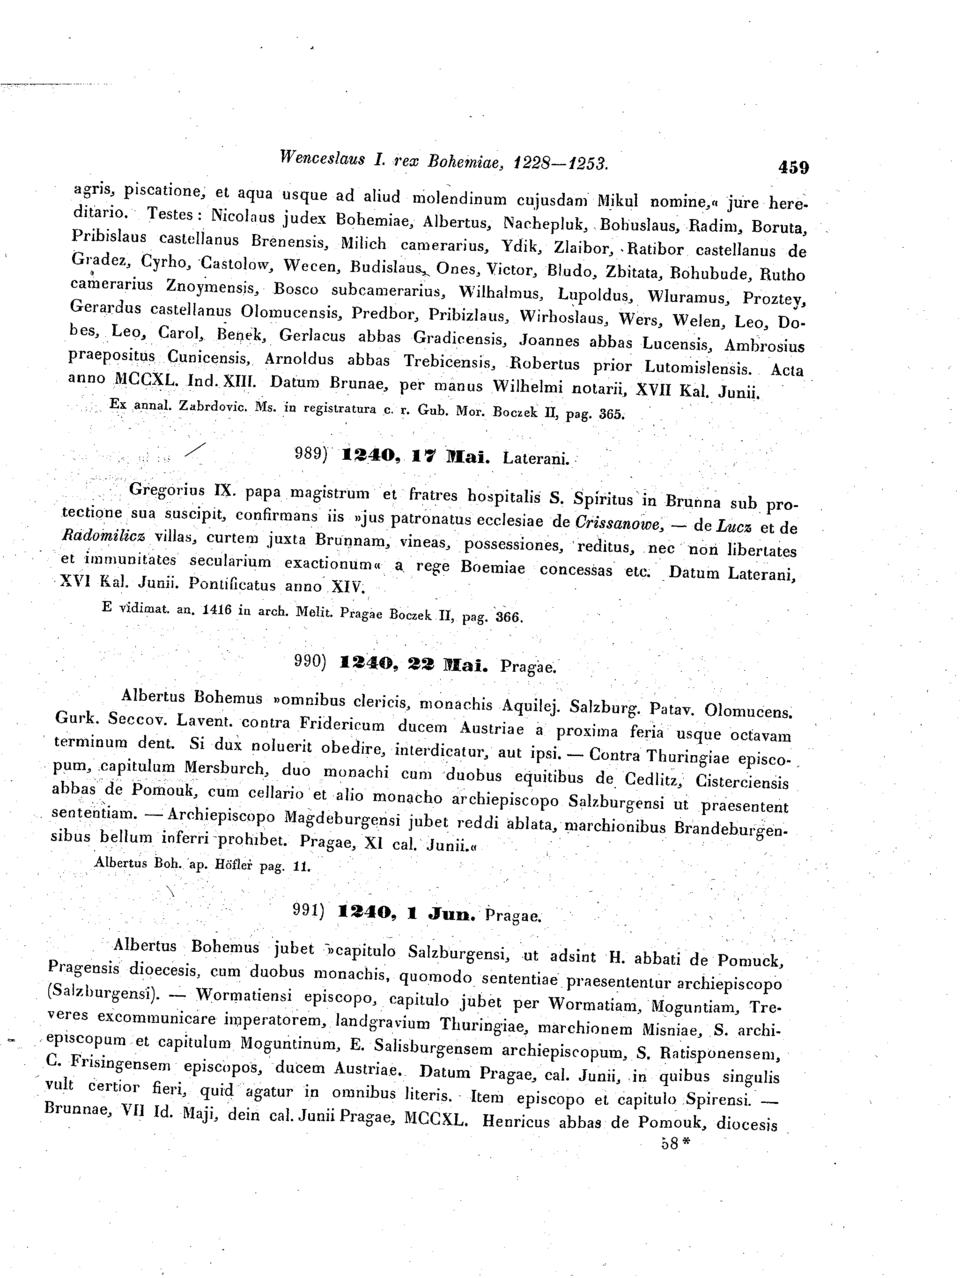 Wenceslaus I. rex Bohemiae, 1228—1253. 459
agris, piscatione, et aqua usque ad aliud molendinum cujusdam Mikul nomine,« jure here-
ditario. Testes: Nicolaus judex Bohemiae, Albertus, Nachepluk, Bohuslaus, Radim, Boruta,
Pribislaus castellanus Brenensis, Milich camerarius, Ydik, Zlaibor, Ratibor castellanus de
Gradez, Cyrho, Castolow, Wecen, Budislaus, Ones, Victor, Bludo, Zbitata, Bohubude, Rutho
camerarius Znoymensis, Bosco subcamerarius, Wilhalmus, Lupoldus, Wluramus, Proztey,
Gerardus castellanus Olomucensis, Predbor, Pribizlaus, Wirhoslaus, Wers, Welen, Leo, Do-
bes, Leo, Carol, Benek, Gerlacus abbas Gradicensis, Joannes abbas Lucensis, Ambrosius
praepositus Cunicensis, Arnoldus abbas Trebicensis, Robertus prior Lutomislensis. Acta
anno MCCXL. Ind. XIII. Datum Brunae, per manus Wilhelmi notarii, XVII Kal. Junii.
Ex annal. Zabrdovic. Ms. in registratura c. r. Gub. Mor. Boczek II, pag. 365.
989) 1240, 17 Mai. Laterani.
Gregorius IX. papa magistrum et fratres hospitalis S. Spiritus in Brunna sub pro-
tectione sua suscipit, confirmans iis »jus patronatus ecclesiae de Crissanowe, — de Lucz et de
Radomilicz villas, curtem juxta Brunnam, vineas, possessiones, reditus, nec non libertates
et immunitates secularium exactionum« a rege Boemiae concessas etc. Datum Laterani,
XVI Kal. Junii. Pontificatus anno XIV.
E vidimat. an. 1416 in arch. Melit. Pragae Boczek II, pag. 366.
990) 1240, 22 Mai. Pragae.
Albertus Bohemus »omnibus clericis, monachis Aquilej. Salzburg. Patav. Olomucens.
Gurk. Seccov. Lavent. contra Fridericum ducem Austriae a proxima feria usque octavam
terminum dent. Si dux noluerit obedire, interdicatur, aut ipsi. — Contra Thuringiae episco-
pum, capitulum Mersburch, duo monachi cum duobus equitibus de Cedlitz, Cisterciensis
abbas de Pomouk, cum cellario et alio monacho archiepiscopo Salzburgensi ut praesentent
sententiam. — Archiepiscopo Magdeburgensi jubet reddi ablata, marchionibus Brandeburgen-
sibus bellum inferri prohibet. Pragae, XI cal. Junii.«
Albertus Boh. ap. Höfler pag. 11.
991) 1240, 1 Jun. Pragae.
Albertus Bohemus jubet »capitulo Salzburgensi, ut adsint H. abbati de Pomuck,
Pragensis dioecesis, cum duobus monachis, quomodo sententiae praesententur archiepiscopo
(Salzburgensi). — Wormatiensi episcopo, capitulo jubet per Wormatiam, Moguntiam, Tre-
veres excommunicare imperatorem, landgravium Thuringiae, marchionem Misniae, S. archi-
episcopum et capitulum Moguntinum, E. Salisburgensem archiepiscopum, S. Ratisponensem,
C. Frisingensem episcopos, ducem Austriae. Datum Pragae, cal. Junii, in quibus singulis
vult certior fieri, quid agatur in omnibus literis. Item episcopo et capitulo Spirensi. —
Brunnae, VII Id. Maji, dein cal. Junii Pragae, MCCXL. Henricus abbas de Pomouk, diocesis
58*